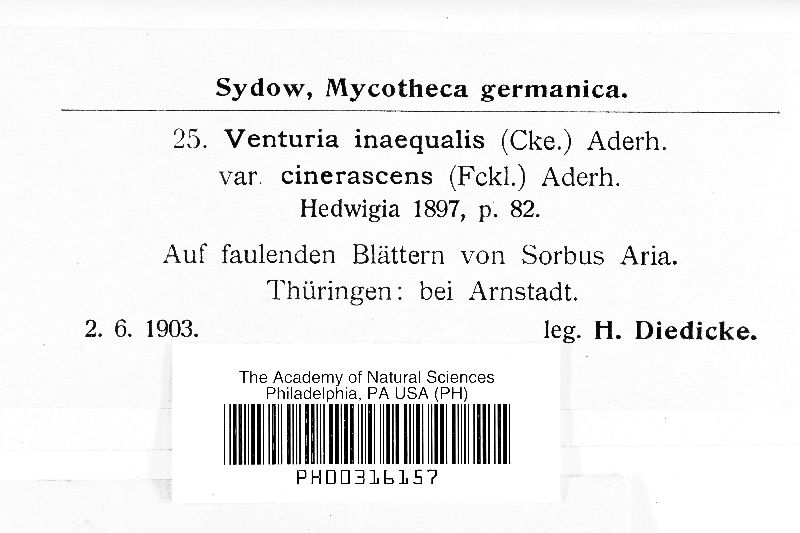 Sydow, Mycotheca germanica.
25. Venturia inaequalis (Cke.) Aderh.
var. cinerascens (Fckl.) Aderh.
Hedwigia 1897, p. 82.
Auf faulenden Blättern von Sorbus Aria.
Thüringen: bei Arnstadt.
2. 6. 1903. leg. H. Diedicke.
The Academy of Natural Sciences
Philadelphia, PA USA (PH)
PH00316157